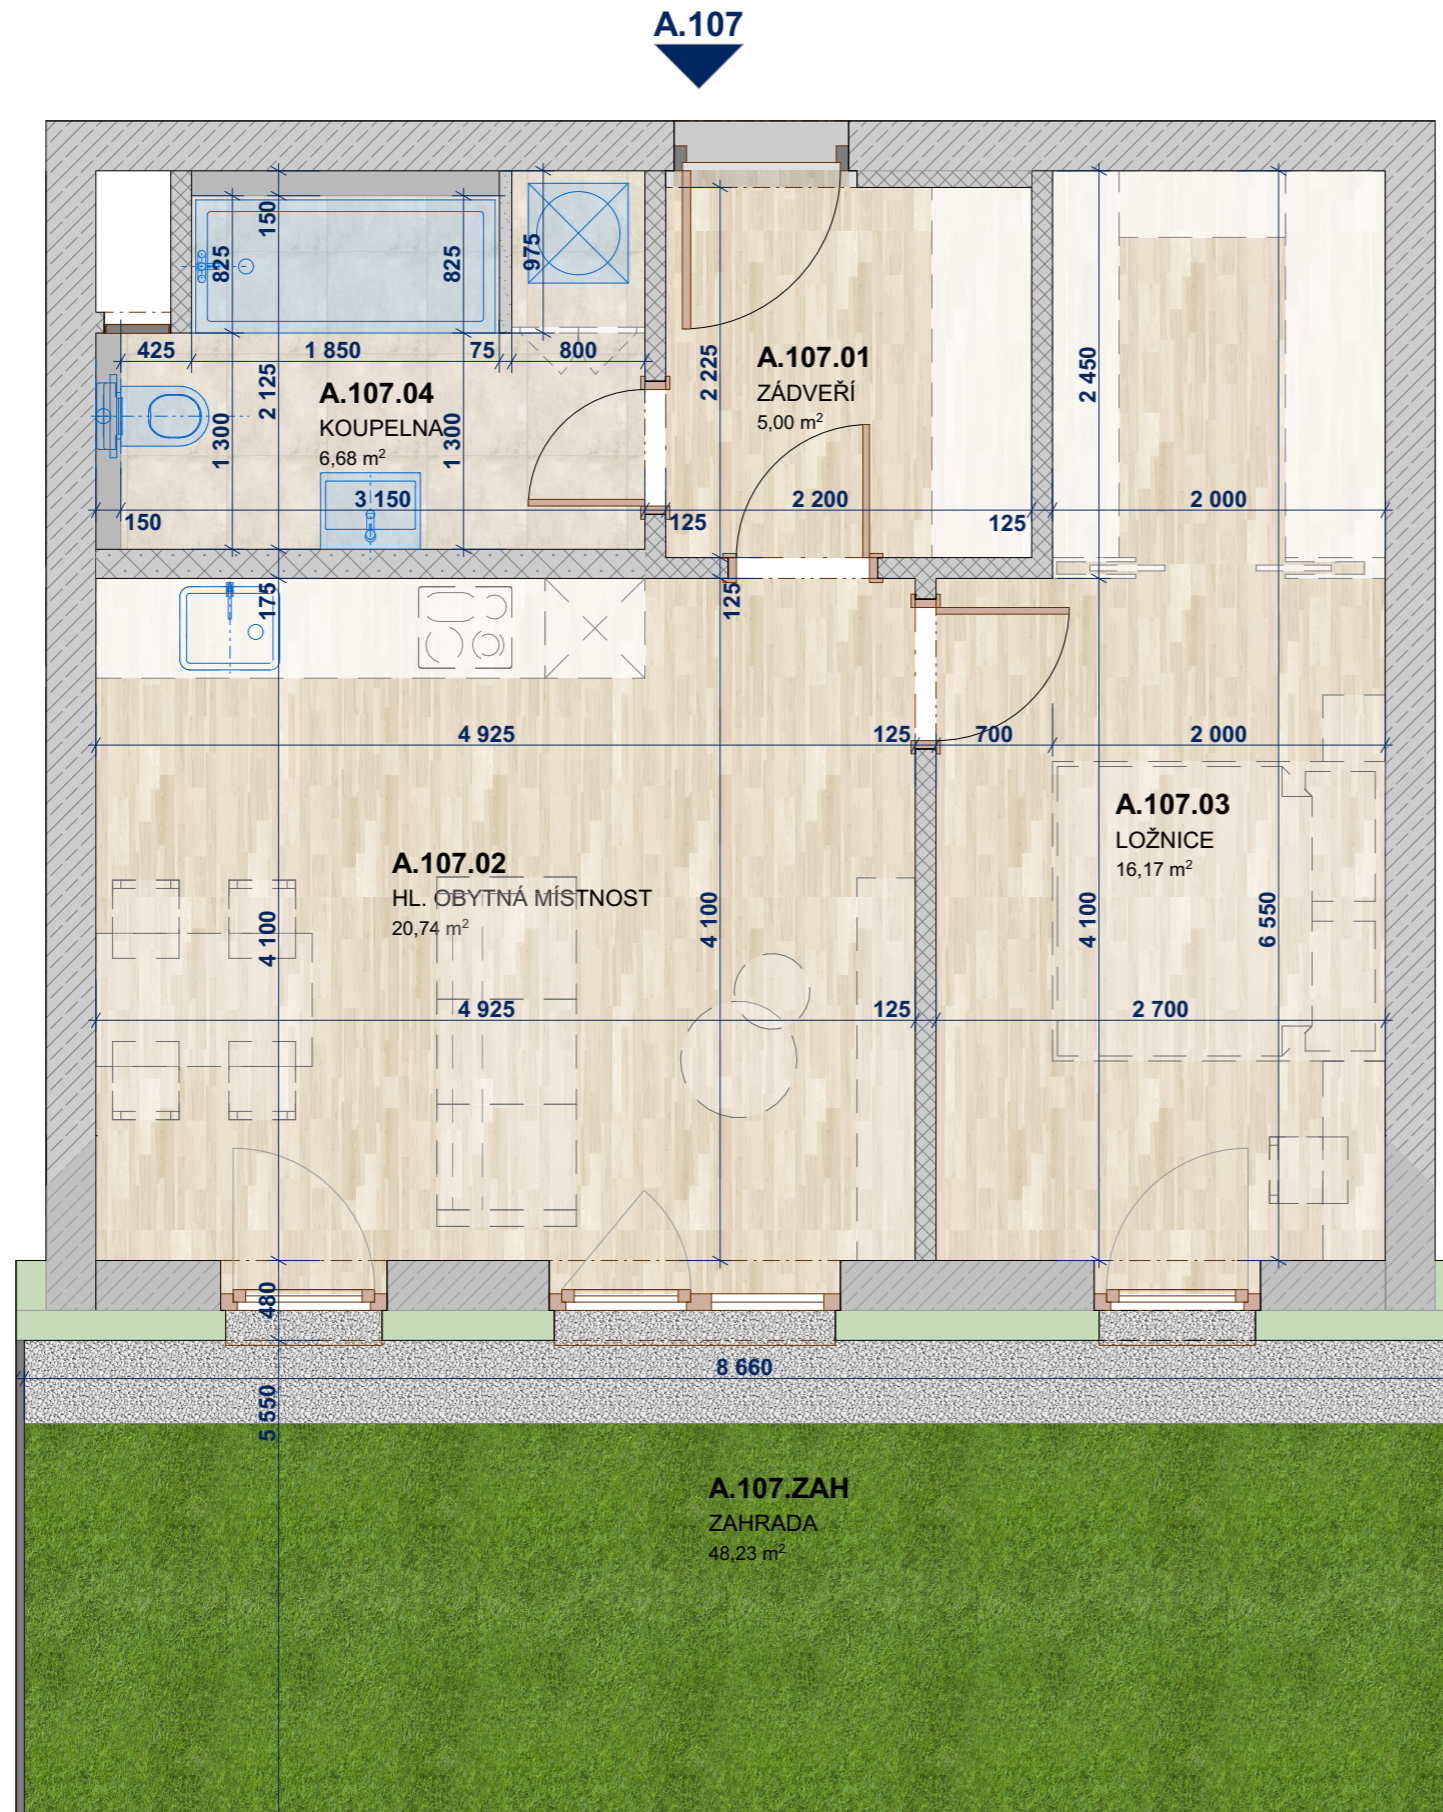 A.107
150
825
825
975
425
1 850
75
800
2 125
1 300
1 300
A.107.04
KOUPELNA
6,68 m²
3 150
150
125
2 225
A.107.01
ZÁDVEŘÍ
5,00 m²
2 200
125
2 450
2 000
175
125
4 925
125
700
2 000
A.107.02
HL. OBYTNÁ MÍSTNOST
20,74 m²
4 100
4 100
A.107.03
LOŽNICE
16,17 m²
4 100
6 550
4 925
125
2 700
480
8 660
5 550
A.107.ZAH
ZAHRADA
48,23 m²